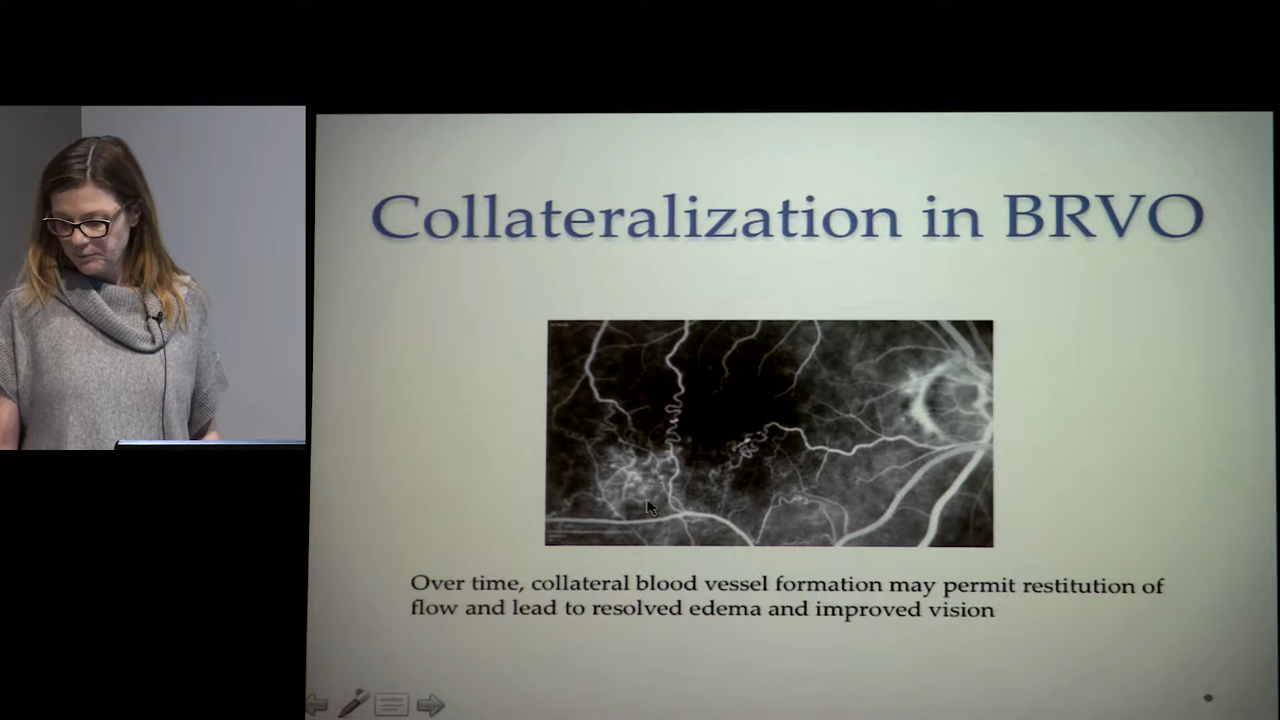 Collateralization in BRVO
Over time, collateral blood vessel formation may permit restitution of
flow and lead to resolved edema and improved vision